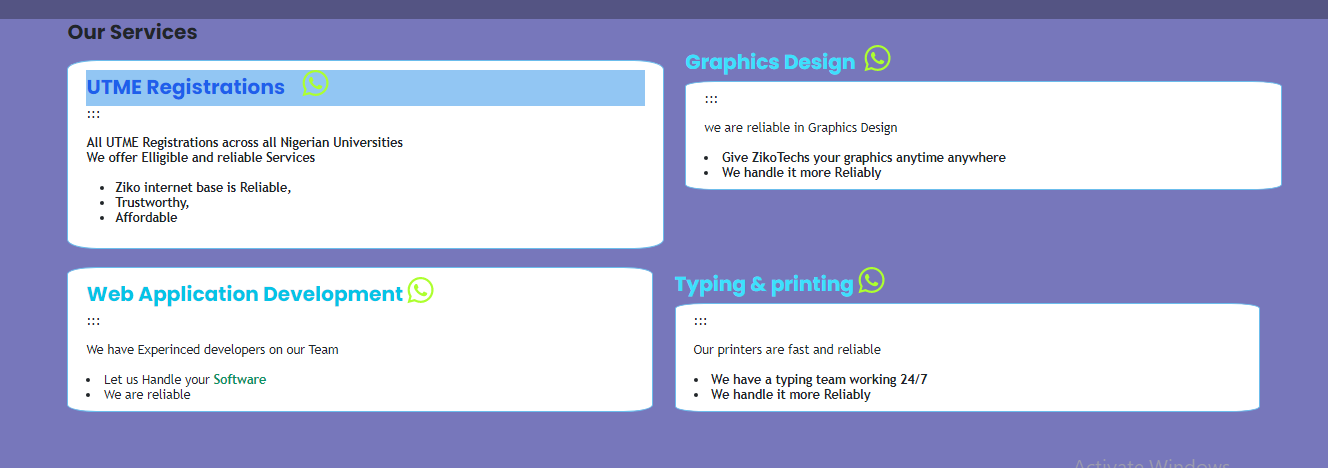 Our Services
UTME Registrations
:::
All UTME Registrations across all Nigerian Universities
We offer Elligible and reliable Services
• Ziko internet base is Reliable,
• Trustworthy,
• Affordable
Graphics Design
:::
we are reliable in Graphics Design
• Give ZikoTechs your graphics anytime anywhere
• We handle it more Reliably
Web Application Development
:::
We have Experinced developers on our Team
• Let us Handle your Software
• We are reliable
Typing & printing
:::
Our printers are fast and reliable
• We have a typing team working 24/7
• We handle it more Reliably
Activate Windows